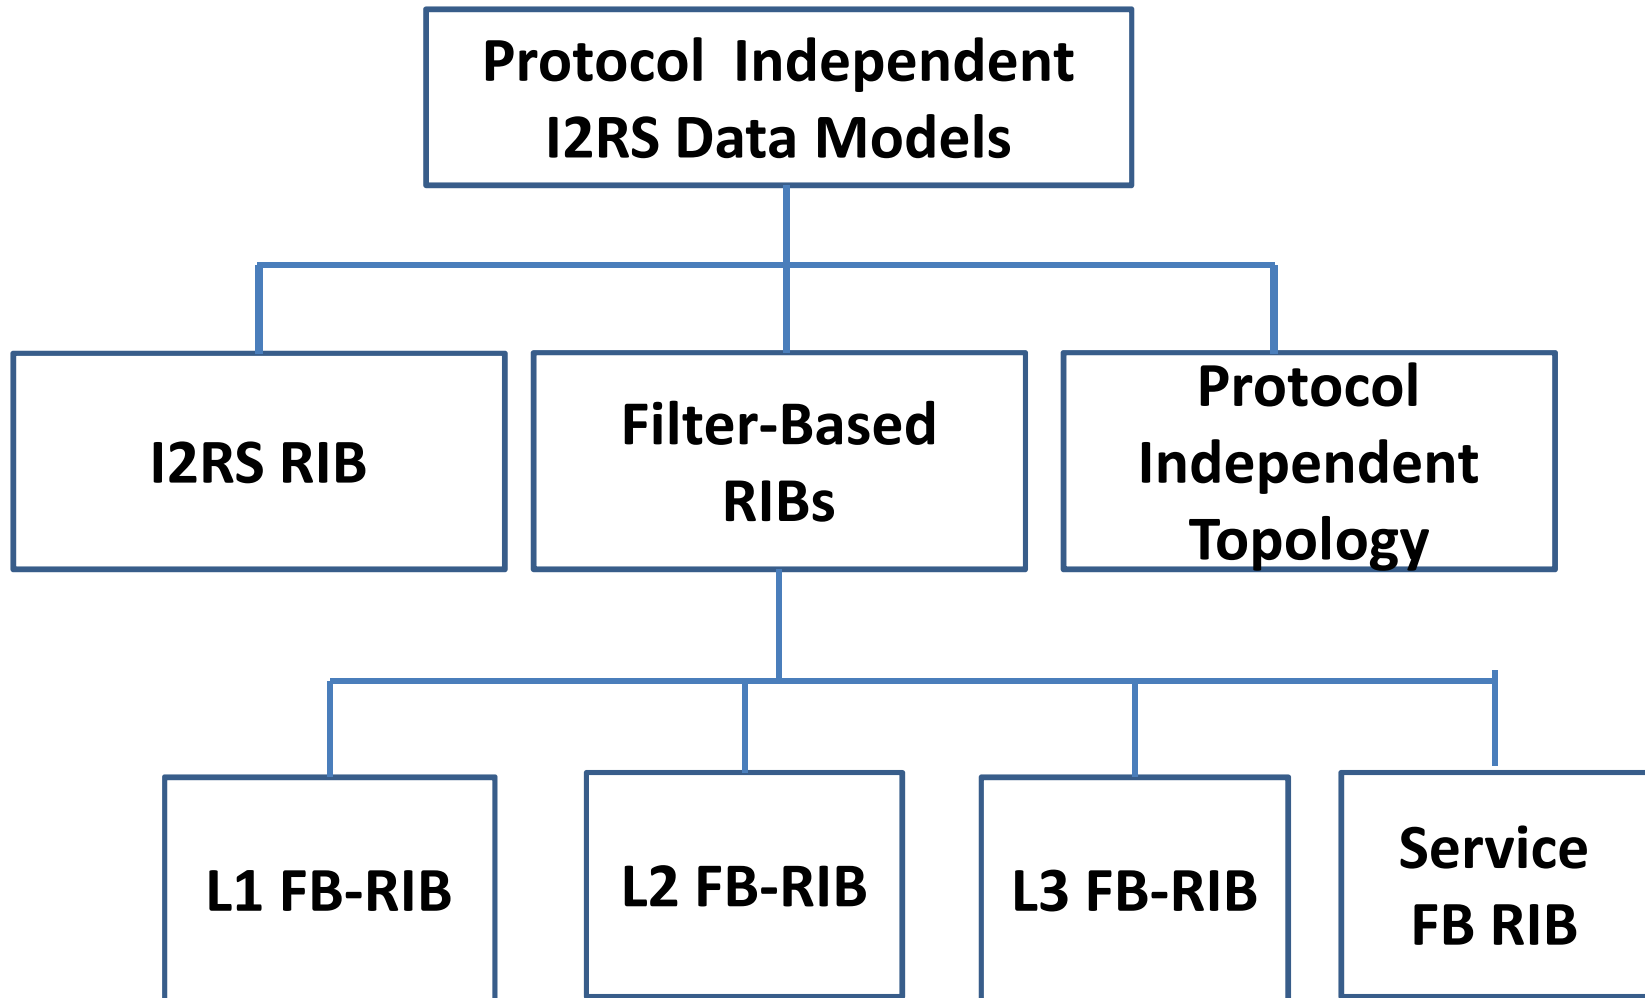 Protocol  Independent
I2RS Data Models
I2RS RIB
Filter-Based
RIBs
Protocol
Independent
Topology
L1 FB-RIB
L2 FB-RIB
L3 FB-RIB
Service
FB RIB